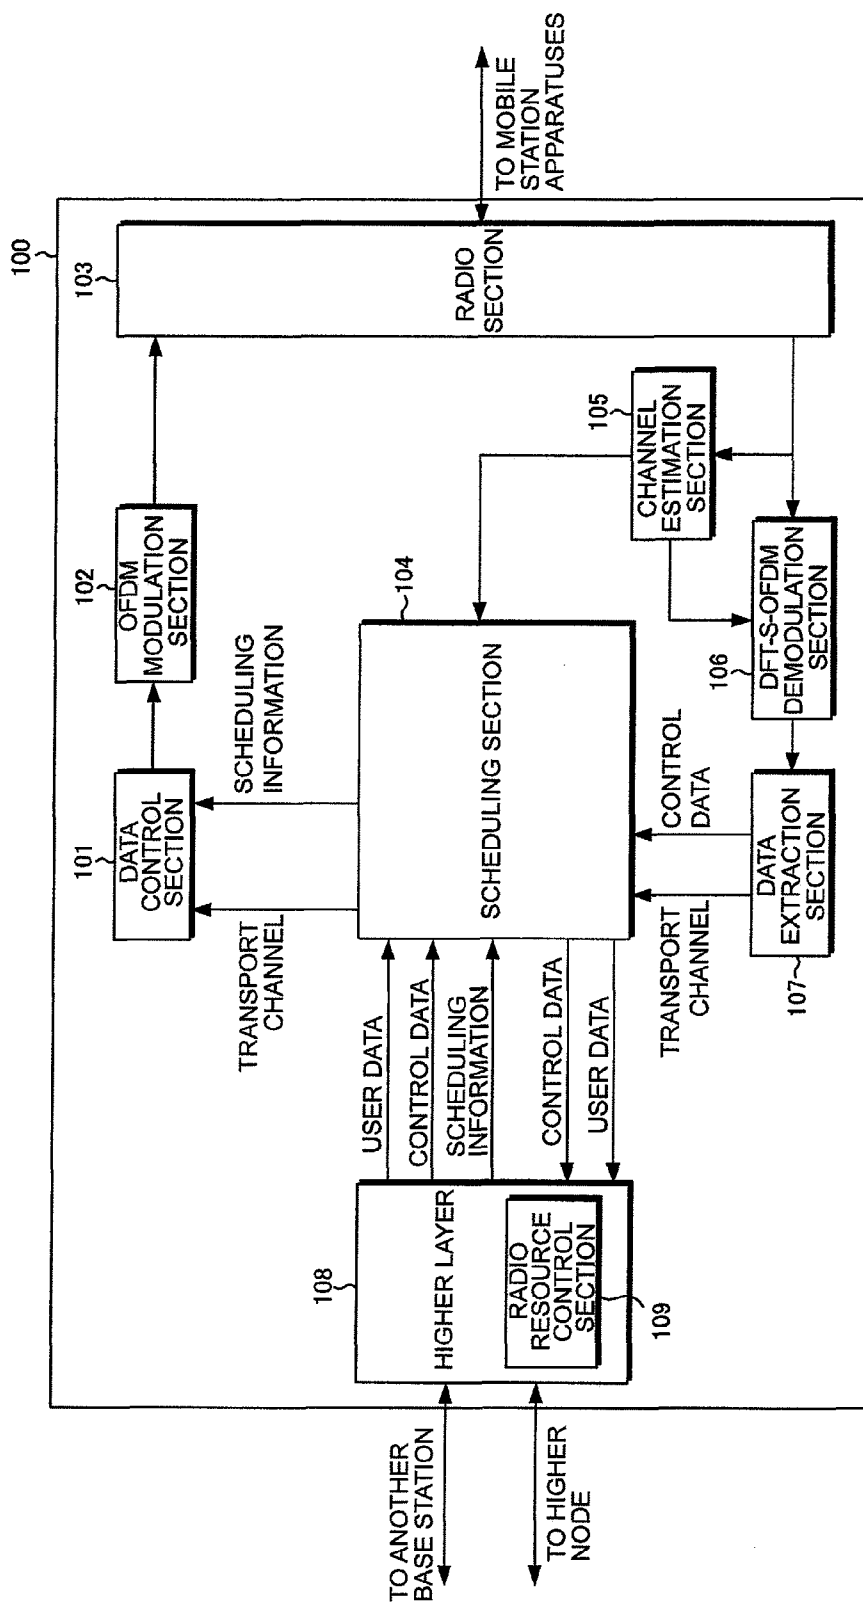 100
103
RADIO
SECTION
TO MOBILE
STATION
APPARATUSES
102
OFDM
MODULATION
SECTION
101
DATA
CONTROL
SECTION
SCHEDULING
INFORMATION
TRANSPORT
CHANNEL
104
SCHEDULING SECTION
105
CHANNEL
ESTIMATION
SECTION
106
DFT-S-OFDM
DEMODULATION
SECTION
107
DATA
EXTRACTION
SECTION
CONTROL
DATA
TRANSPORT
CHANNEL
USER DATA
CONTROL DATA
SCHEDULING
INFORMATION
CONTROL DATA
USER DATA
108
HIGHER LAYER
RADIO
RESOURCE
CONTROL
SECTION
109
TO ANOTHER
BASE STATION
TO HIGHER
NODE